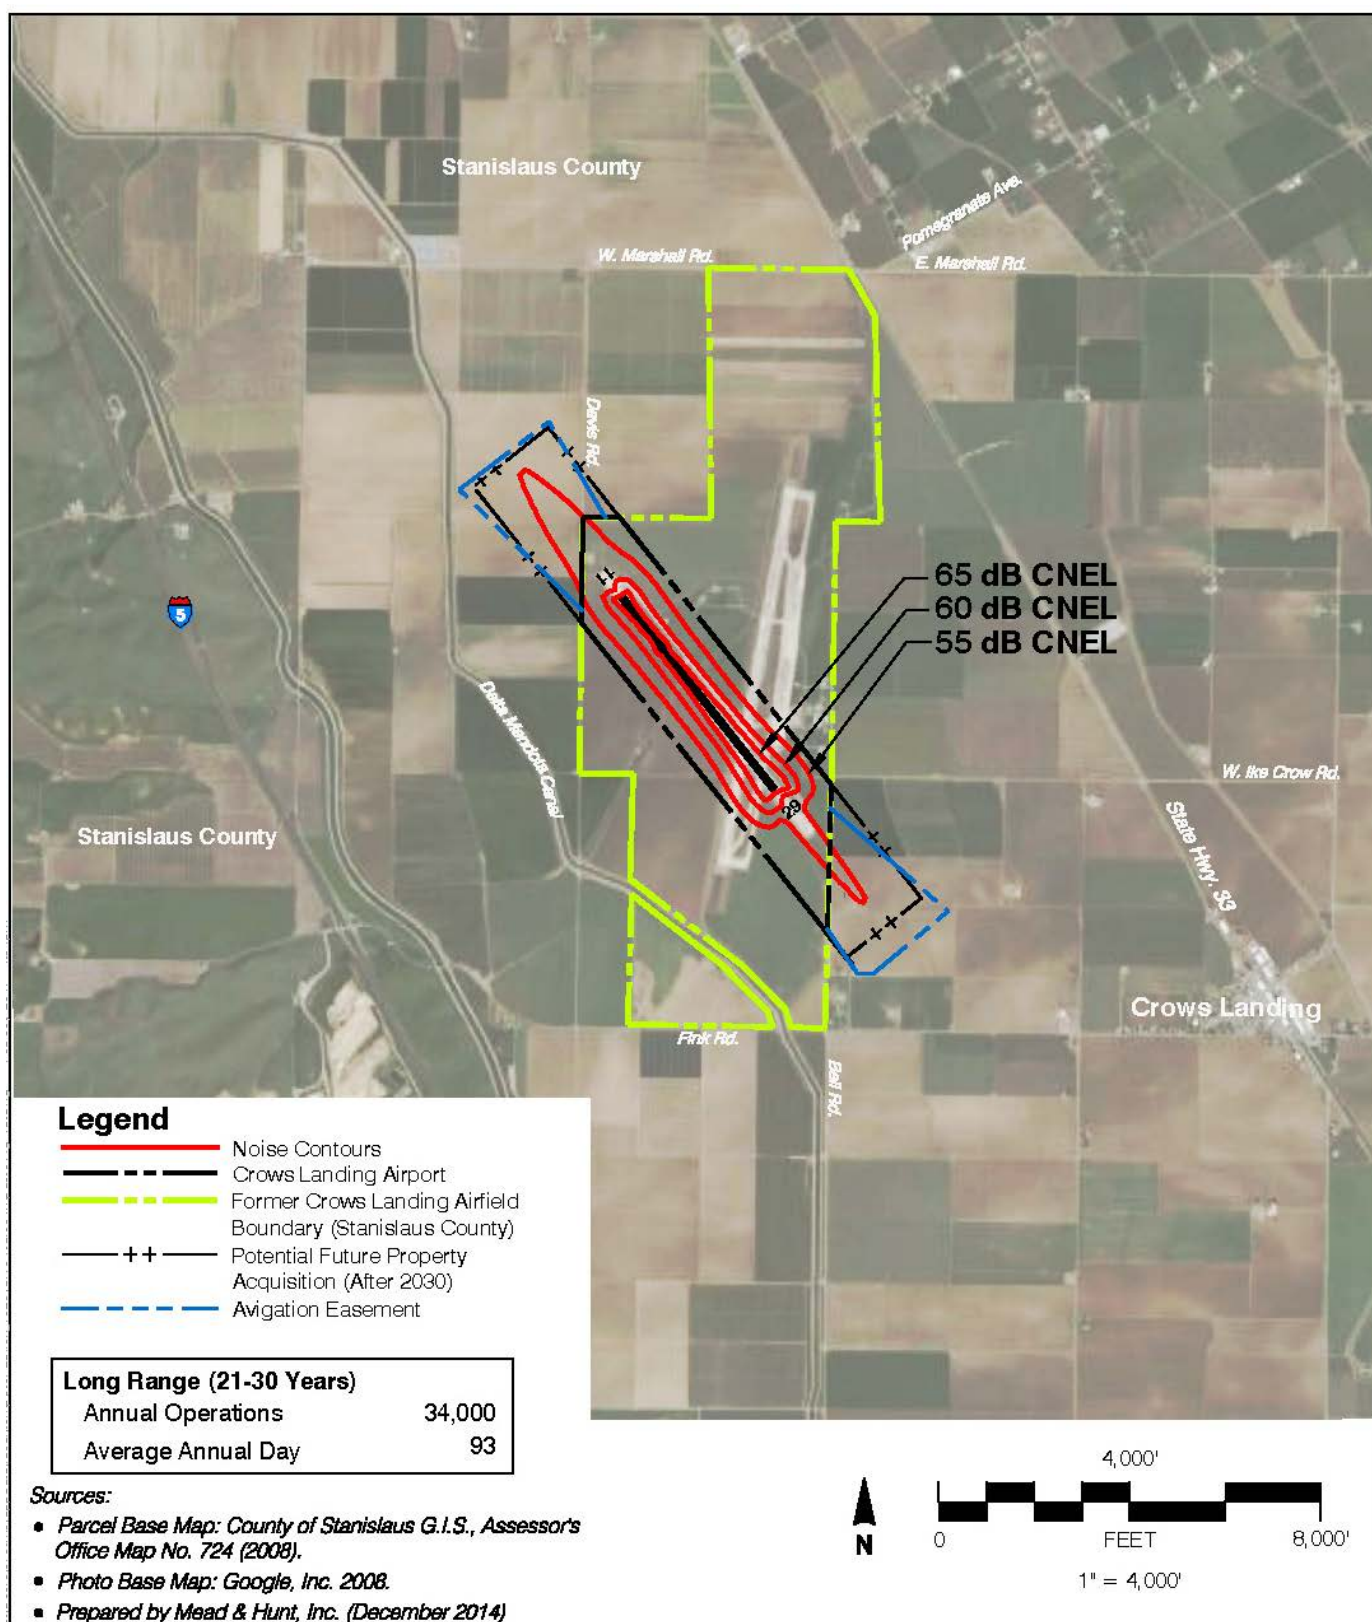 Stanislaus County
Pomegranate Ave.
W. Marshall Rd.
E. Marshall Rd.
Davis Rd.
11
65 dB CNEL
60 dB CNEL
55 dB CNEL
5
Delta Mendota Canal
W. Ike Crow Rd.
29
State Hwy. 33
Stanislaus County
Crows Landing
Fink Rd.
Bell Rd.
Legend
Noise Contours
Crows Landing Airport
Former Crows Landing Airfield
Boundary (Stanislaus County)
Potential Future Property
Acquisition (After 2030)
Avigation Easement
Long Range (21-30 Years)
Annual Operations 34,000
Average Annual Day 93
Sources:
• Parcel Base Map: County of Stanislaus G.I.S., Assessor's
Office Map No. 724 (2008).
• Photo Base Map: Google, Inc. 2006.
• Prepared by Mead & Hunt, Inc. (December 2014)
4,000'
N
0 FEET 8,000'
1" = 4,000'